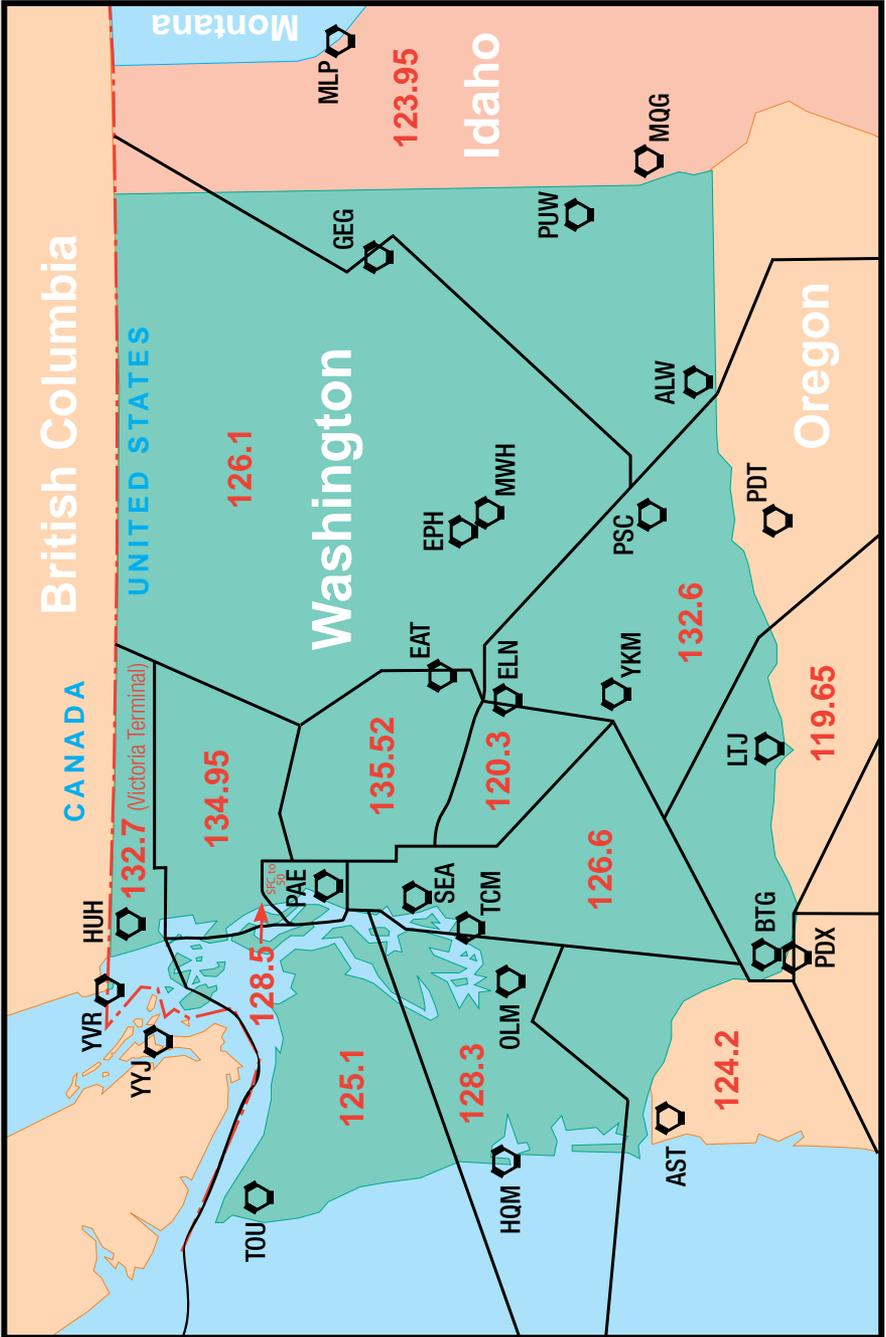 British Columbia
CANADA
UNITED STATES
Montana
YVR
HUH
132.7 (Victoria Terminal)
YYJ
134.95
126.1
TOU
128.5
SFC to
50
PAE
Washington
GEG
MLP
125.1
135.52
123.95
SEA
EAT
EPH
Idaho
128.3
TCM
120.3
ELN
MWH
HQM
OLM
126.6
YKM
PSC
PUW
MQG
AST
124.2
132.6
ALW
BTG
LTJ
PDT
PDX
119.65
Oregon